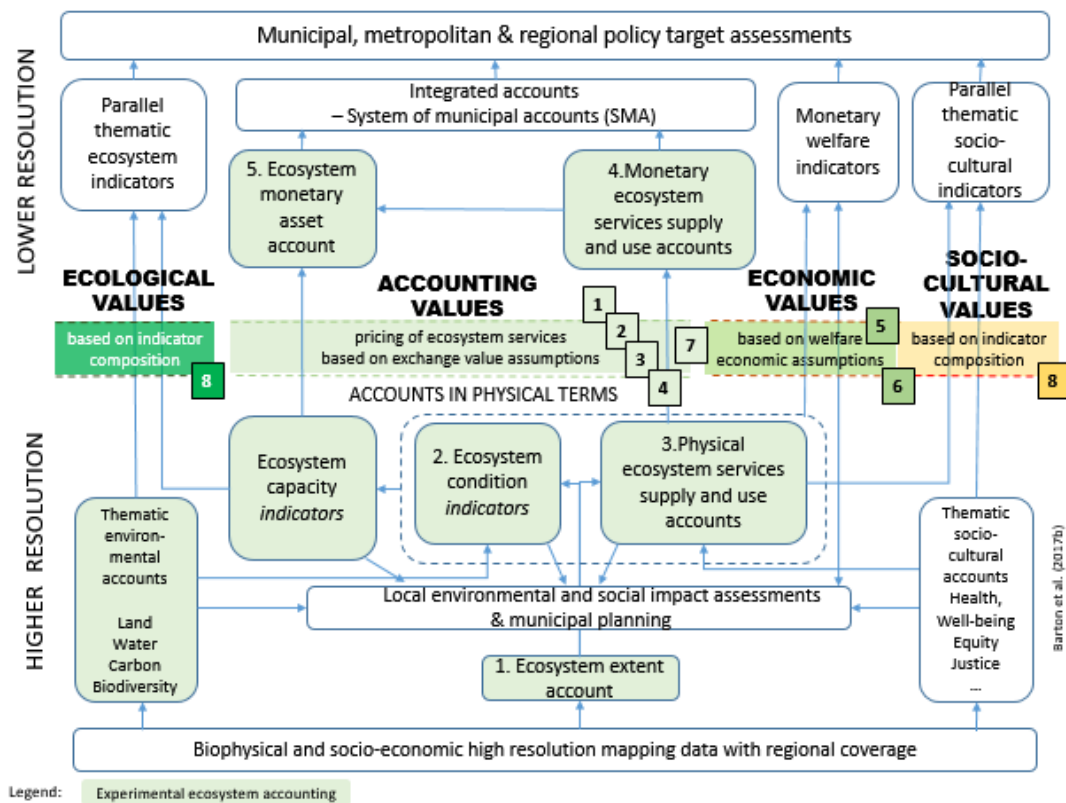 Municipal, metropolitan & regional policy target assessments
LOWER RESOLUTION
Parallel
thematic
ecosystem
indicators
Integrated accounts
– System of municipal accounts (SMA)
Monetary
welfare
indicators
Parallel
thematic
socio-
cultural
indicators
5. Ecosystem
monetary
asset
account
4.Monetary
ecosystem
services supply
and use accounts
ECOLOGICAL
VALUES
ACCOUNTING
VALUES
ECONOMIC
VALUES
SOCIO-
CULTURAL
VALUES
based on indicator
composition
8
pricing of ecosystem services
based on exchange value assumptions
1
2
3
4
7
based on welfare
economic assumptions
5
6
based on indicator
composition
8
ACCOUNTS IN PHYSICAL TERMS
HIGHER RESOLUTION
Ecosystem
capacity
indicators
2. Ecosystem
condition
indicators
3.Physical
ecosystem services
supply and use
accounts
Thematic
environ-
mental
accounts
Land
Water
Carbon
Biodiversity
Thematic
socio-
cultural
accounts
Health,
Well-being
Equity
Justice
...
Local environmental and social impact assessments
& municipal planning
1. Ecosystem extent
account
Biophysical and socio-economic high resolution mapping data with regional coverage
Barton et al. (2017b)
Legend:
Experimental ecosystem accounting